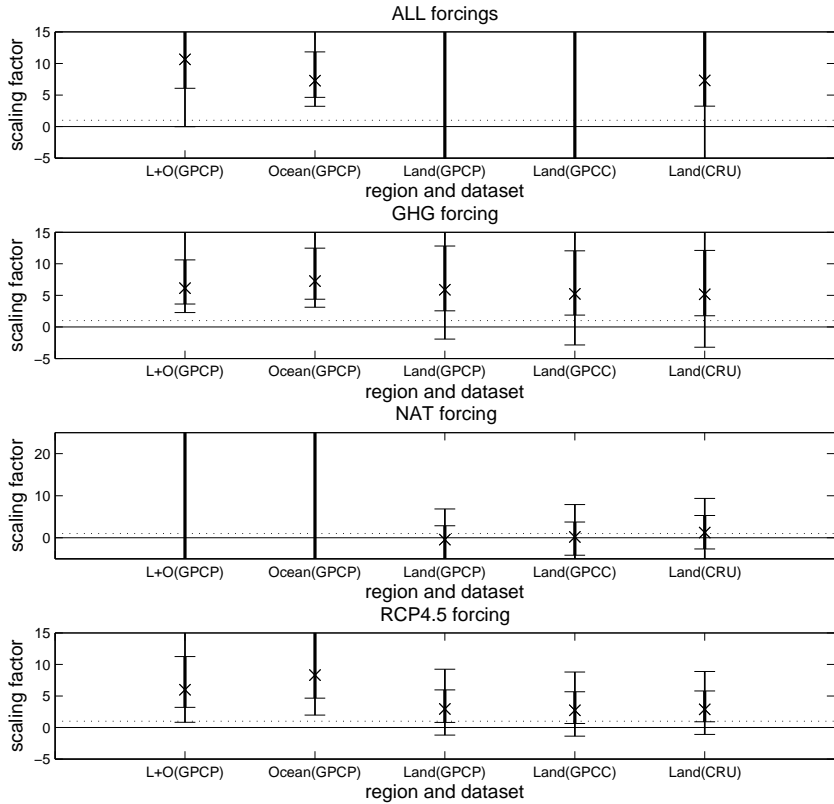 ALL forcings
scaling factor
15
10
5
0
−5
L+O(GPCP) Ocean(GPCP) Land(GPCP) Land(GPCC) Land(CRU)
region and dataset
GHG forcing
scaling factor
15
10
5
0
−5
L+O(GPCP) Ocean(GPCP) Land(GPCP) Land(GPCC) Land(CRU)
region and dataset
NAT forcing
scaling factor
20
10
0
L+O(GPCP) Ocean(GPCP) Land(GPCP) Land(GPCC) Land(CRU)
region and dataset
RCP4.5 forcing
scaling factor
15
10
5
0
−5
L+O(GPCP) Ocean(GPCP) Land(GPCP) Land(GPCC) Land(CRU)
region and dataset